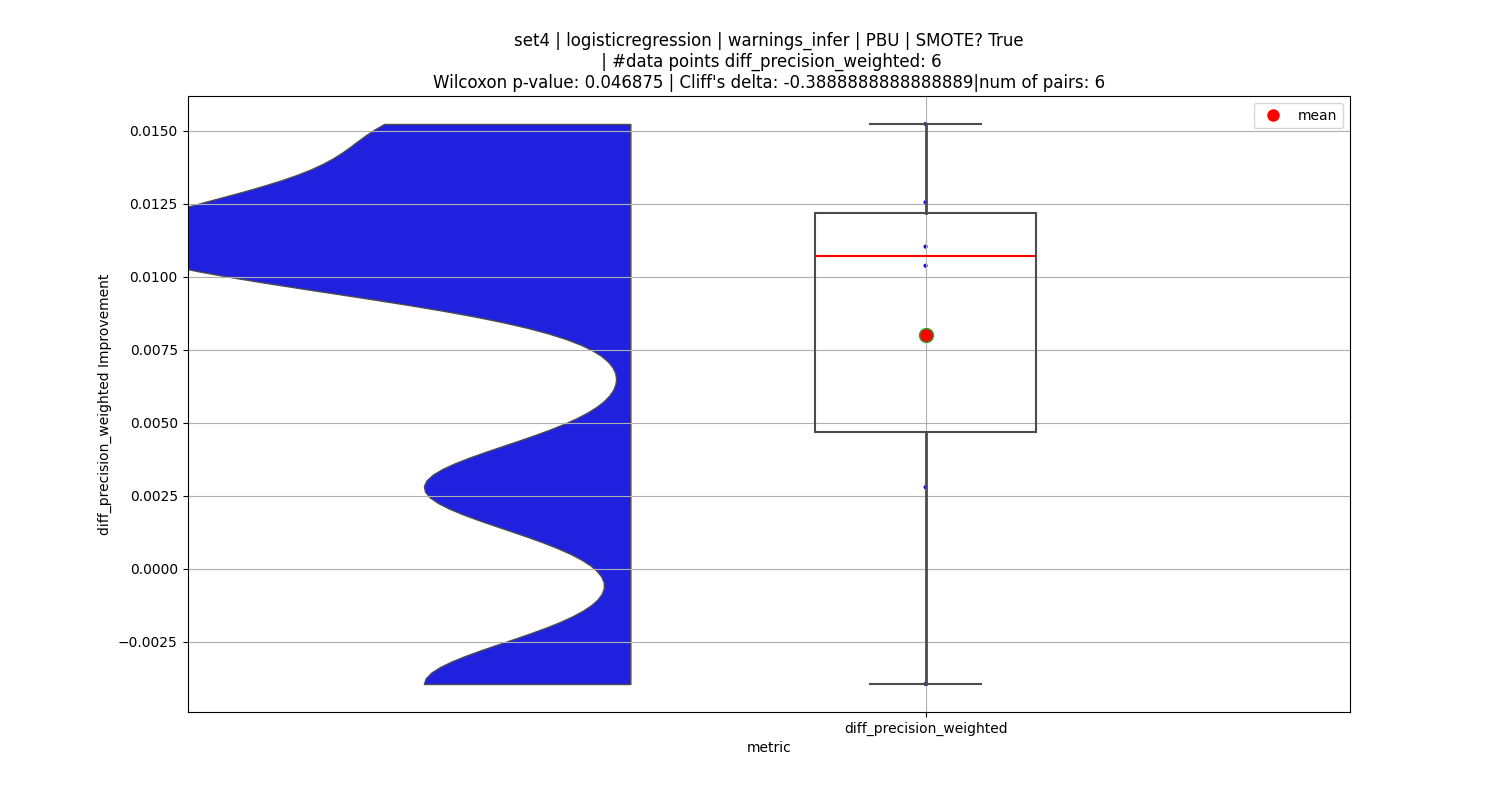 set4 | logisticregression | warnings_infer | PBU | SMOTE? True
| #data points diff_precision_weighted: 6
Wilcoxon p-value: 0.046875 | Cliff's delta: -0.3888888888888889|num of pairs: 6
mean
0.0150
0.0125
0.0100
0.0075
0.0050
0.0025
0.0000
−0.0025
diff_precision_weighted Improvement
diff_precision_weighted
metric